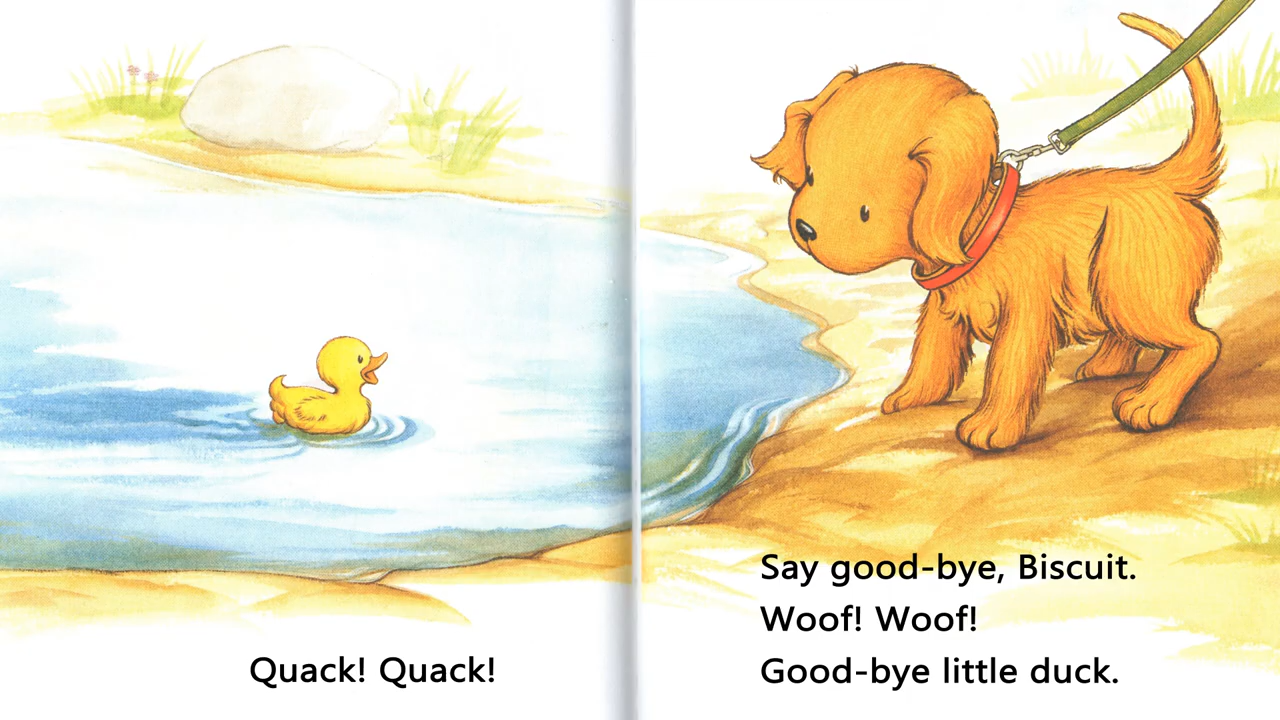 Quack! Quack!
Say good-bye, Biscuit.
Woof! Woof!
Good-bye little duck.